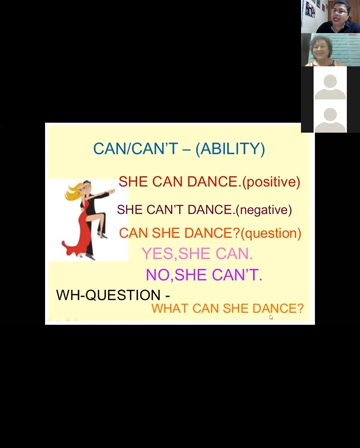 CAN/CAN'T – (ABILITY)
SHE CAN DANCE.(positive)
SHE CAN'T DANCE.(negative)
CAN SHE DANCE?(question)
YES,SHE CAN.
NO,SHE CAN'T.
WH-QUESTION -
WHAT CAN SHE DANCE?